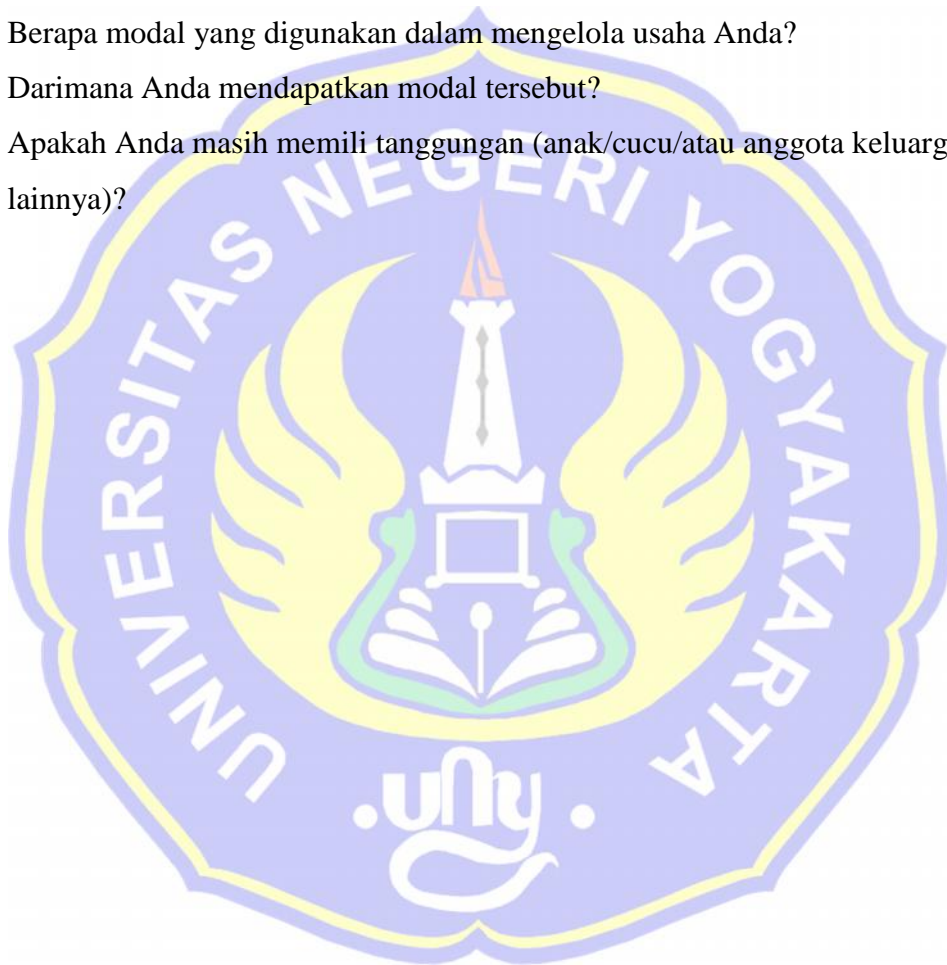 Berapa modal yang digunakan dalam mengelola usaha Anda?
Darimana Anda mendapatkan modal tersebut?
Apakah Anda masih memili tanggungan (anak/cucu/atau anggota keluarg
lainnya)?
UNIVERSITAS NEGERI YOGYAKARTA
uny